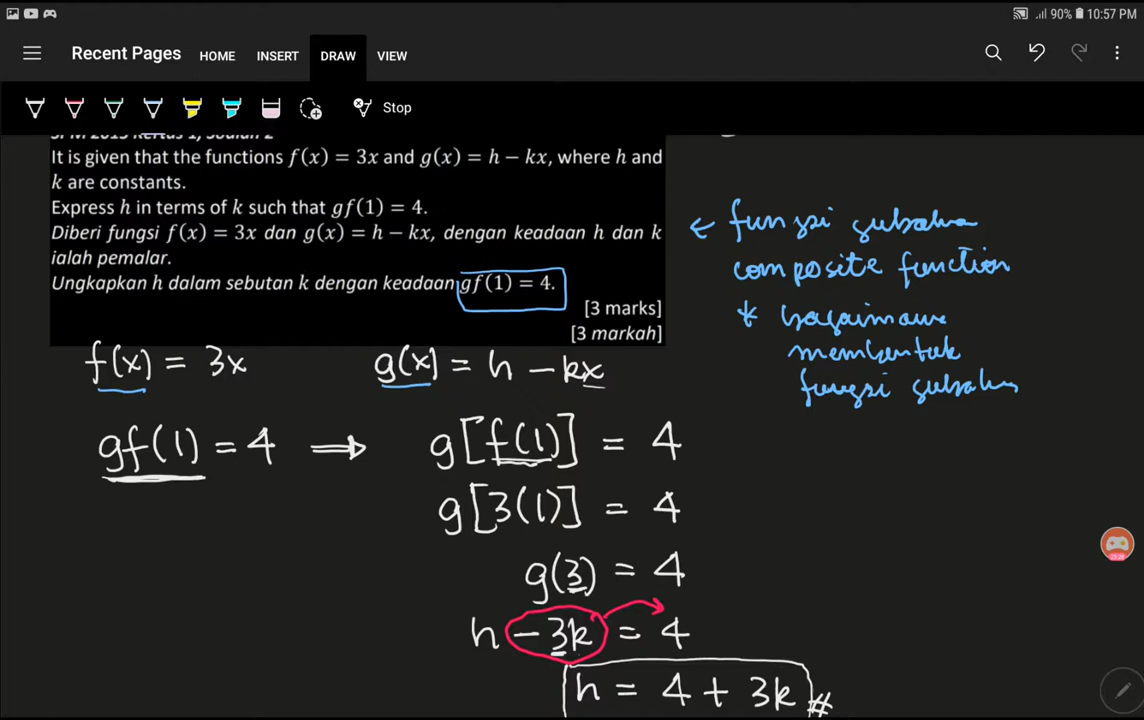 90% 10:57 PM
Recent Pages HOME INSERT DRAW VIEW
Stop
It is given that the functions f(x) = 3x and g(x) = h − kx, where h and
k are constants.
Express h in terms of k such that gf(1) = 4.
Diberi fungsi f(x) = 3x dan g(x) = h − kx, dengan keadaan h dan k
ialah pemalar.
Ungkapkan h dalam sebutan k dengan keadaan gf(1) = 4.
[3 marks]
[3 markah]
← fungsi gubahan
composite function
* bagaimana
membentuk
fungsi gubahan
f(x) = 3x g(x) = h − kx
gf(1) = 4 ⟹ g[f(1)] = 4
g[3(1)] = 4
g(3) = 4
h − 3k = 4
h = 4 + 3k #